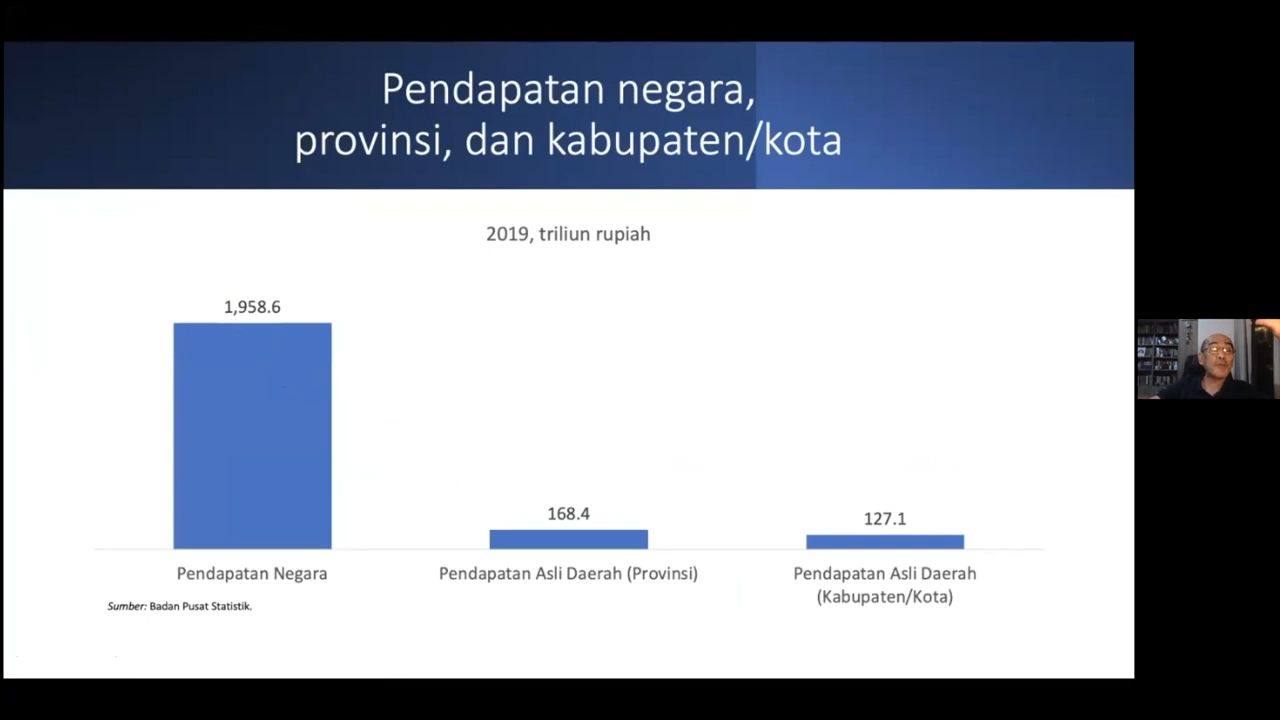 Pendapatan negara,
provinsi, dan kabupaten/kota
2019, triliun rupiah
1,958.6
168.4
127.1
Pendapatan Negara
Pendapatan Asli Daerah (Provinsi)
Pendapatan Asli Daerah
(Kabupaten/Kota)
Sumber: Badan Pusat Statistik.